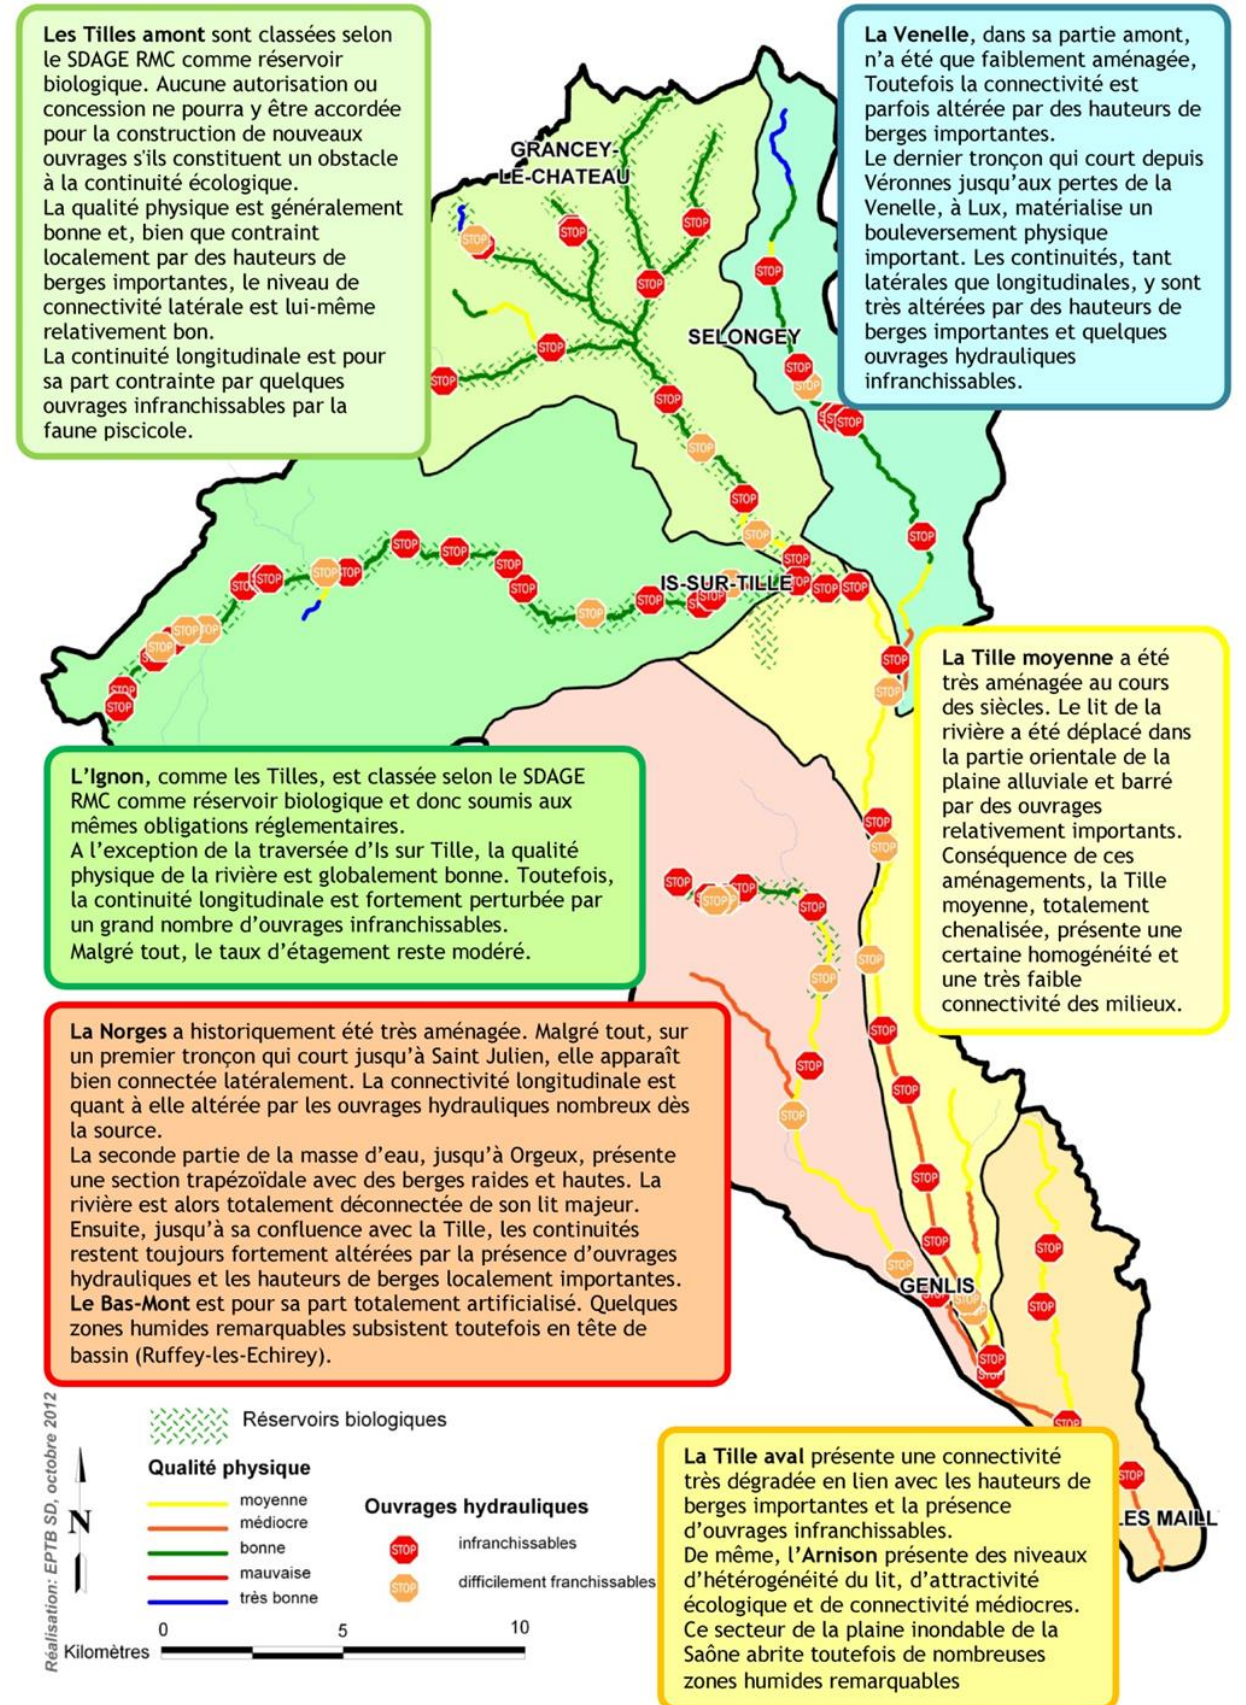 Les Tilles amont sont classées selon
le SDAGE RMC comme réservoir
biologique. Aucune autorisation ou
concession ne pourra y être accordée
pour la construction de nouveaux
ouvrages s'ils constituent un obstacle
à la continuité écologique.
La qualité physique est généralement
bonne et, bien que contraint
localement par des hauteurs de
berges importantes, le niveau de
connectivité latérale est lui-même
relativement bon.
La continuité longitudinale est pour
sa part contrainte par quelques
ouvrages infranchissables par la
faune piscicole.
La Venelle, dans sa partie amont,
n'a été que faiblement aménagée,
Toutefois la connectivité est
parfois altérée par des hauteurs de
berges importantes.
Le dernier tronçon qui court depuis
Véronnes jusqu'aux pertes de la
Venelle, à Lux, matérialise un
bouleversement physique
important. Les continuités, tant
latérales que longitudinales, y sont
très altérées par des hauteurs de
berges importantes et quelques
ouvrages hydrauliques
infranchissables.
GRANCEY-
LE-CHATEAU
SELONGEY
IS-SUR-TILLE
La Tille moyenne a été
très aménagée au cours
des siècles. Le lit de la
rivière a été déplacé dans
la partie orientale de la
plaine alluviale et barré
par des ouvrages
relativement importants.
Conséquence de ces
aménagements, la Tille
moyenne, totalement
chenalisée, présente une
certaine homogénéité et
une très faible
connectivité des milieux.
L'Ignon, comme les Tilles, est classée selon le SDAGE
RMC comme réservoir biologique et donc soumis aux
mêmes obligations réglementaires.
A l'exception de la traversée d'Is sur Tille, la qualité
physique de la rivière est globalement bonne. Toutefois,
la continuité longitudinale est fortement perturbée par
un grand nombre d'ouvrages infranchissables.
Malgré tout, le taux d'étagement reste modéré.
La Norges a historiquement été très aménagée. Malgré tout, sur
un premier tronçon qui court jusqu'à Saint Julien, elle apparaît
bien connectée latéralement. La connectivité longitudinale est
quant à elle altérée par les ouvrages hydrauliques nombreux dès
la source.
La seconde partie de la masse d'eau, jusqu'à Orgeux, présente
une section trapézoïdale avec des berges raides et hautes. La
rivière est alors totalement déconnectée de son lit majeur.
Ensuite, jusqu'à sa confluence avec la Tille, les continuités
restent toujours fortement altérées par la présence d'ouvrages
hydrauliques et les hauteurs de berges localement importantes.
Le Bas-Mont est pour sa part totalement artificialisé. Quelques
zones humides remarquables subsistent toutefois en tête de
bassin (Ruffey-les-Echirey).
GENLIS
LES MAILL
La Tille aval présente une connectivité
très dégradée en lien avec les hauteurs de
berges importantes et la présence
d'ouvrages infranchissables.
De même, l'Arnison présente des niveaux
d'hétérogénéité du lit, d'attractivité
écologique et de connectivité médiocres.
Ce secteur de la plaine inondable de la
Saône abrite toutefois de nombreuses
zones humides remarquables
Réalisation: EPTB SD, octobre 2012
N
Réservoirs biologiques
Qualité physique
moyenne
médiocre
bonne
mauvaise
très bonne
Ouvrages hydrauliques
STOP infranchissables
STOP difficilement franchissables
0 5 10
Kilomètres